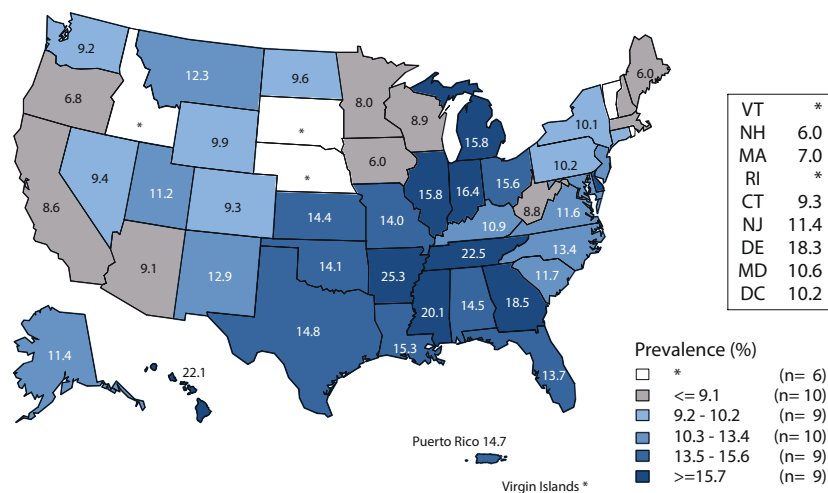 9.2
12.3
9.6
8.0
6.0
6.8
*
*
8.9
10.1
9.9
*
6.0
15.8
10.2
8.6
9.4
11.2
9.3
15.8
16.4
15.6
8.8
11.6
14.4
14.0
10.9
13.4
9.1
12.9
14.1
25.3
22.5
11.7
14.8
15.3
20.1
14.5
18.5
13.7
11.4
22.1
Puerto Rico 14.7
Virgin Islands *
VT *
NH 6.0
MA 7.0
RI *
CT 9.3
NJ 11.4
DE 18.3
MD 10.6
DC 10.2
Prevalence (%)
* (n= 6)
<= 9.1 (n= 10)
9.2 - 10.2 (n= 9)
10.3 - 13.4 (n= 10)
13.5 - 15.6 (n= 9)
>=15.7 (n= 9)